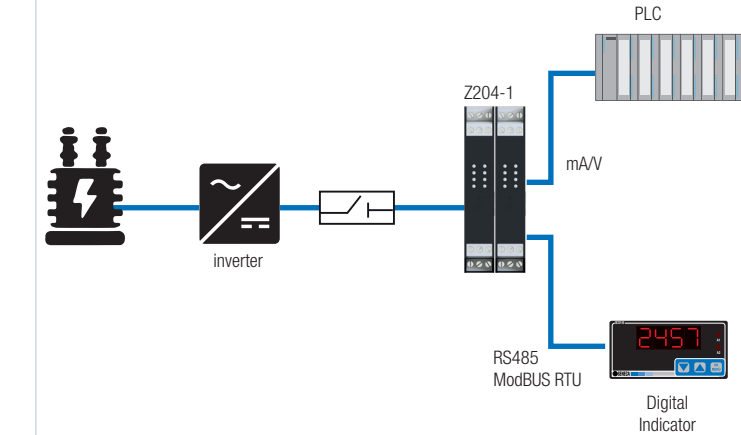 PLC
Z204-1
mA/V
inverter
2457
RS485
ModBUS RTU
Digital
Indicator